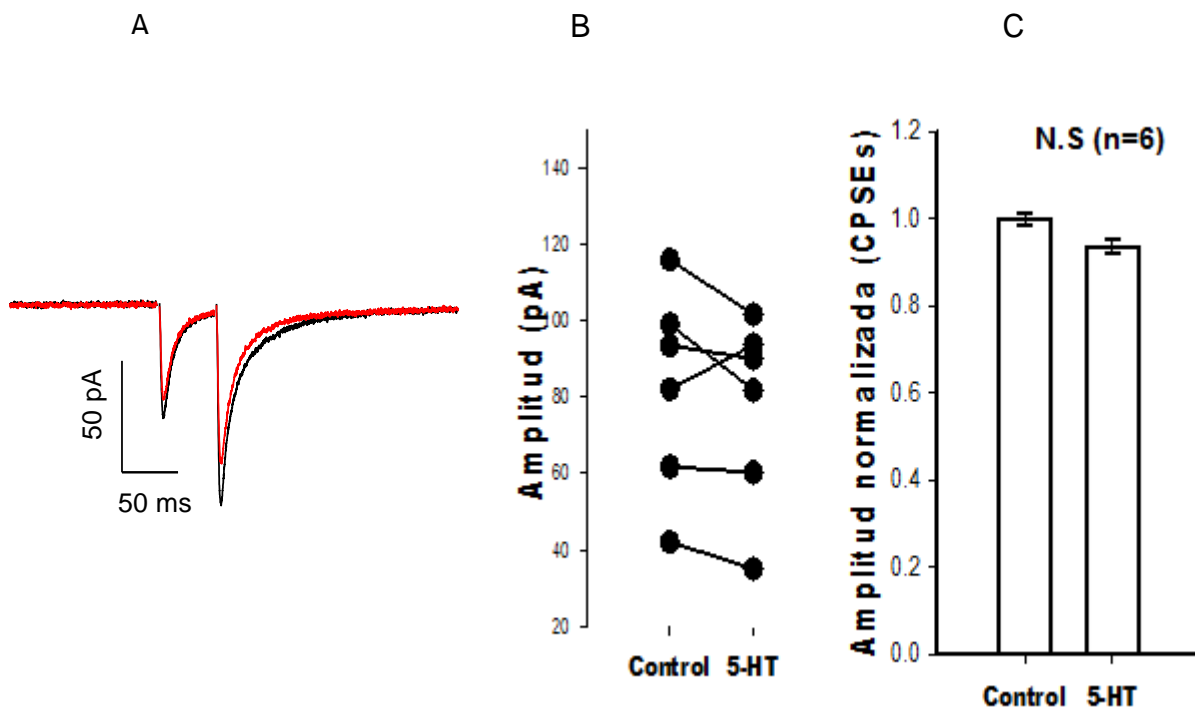 A
B
C
50 pA
50 ms
Amplitud (pA)
140
120
100
80
60
40
20
Control 5-HT
Amplitud normalizada (CPSEs)
N.S (n=6)
1.2
1.0
0.8
0.6
0.4
0.2
0.0
Control 5-HT